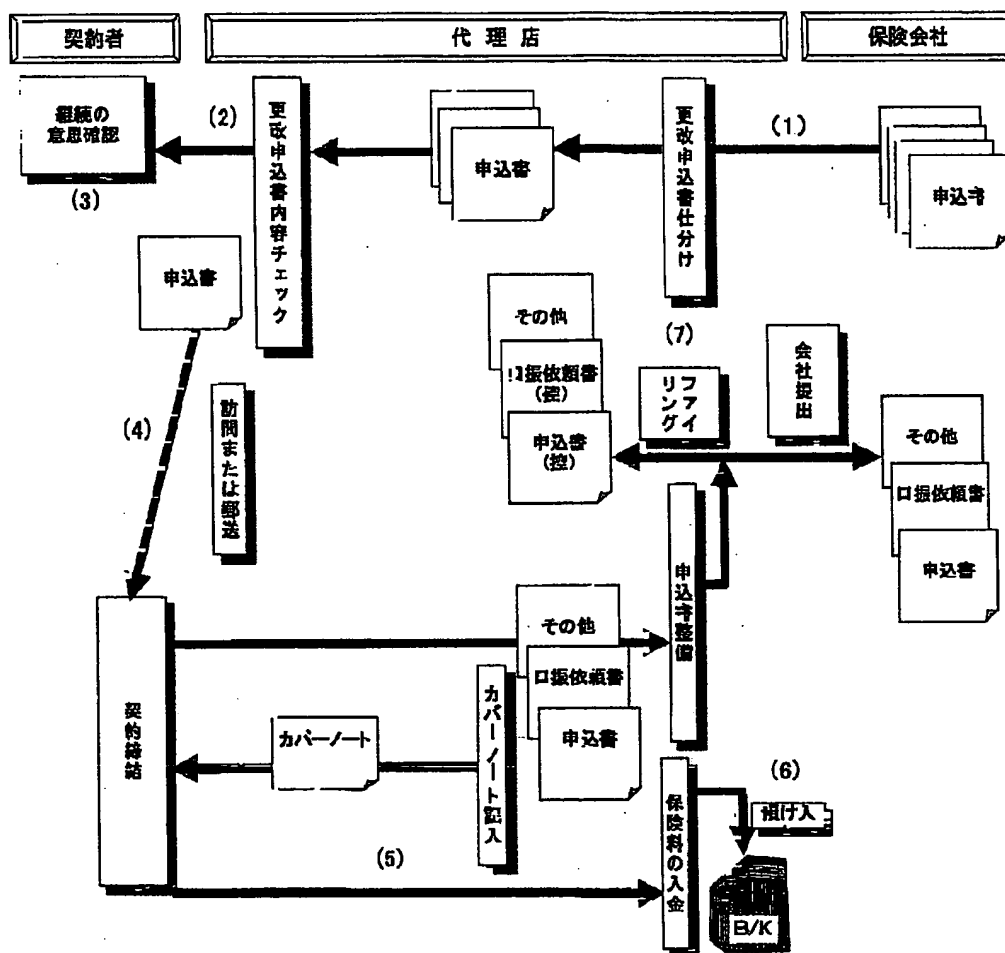 契約者
代 理 店
保険会社
継続の
意思確認
(2)
更改申込書内容チェック
申込書
更改申込書仕分け
(1)
申込書
(3)
申込書
(4)
訪問または郵送
その他
口振依頼書
(控)
申込書
(控)
(7)
ファイ
リング
会社提出
その他
口振依頼書
申込書
契約締結
その他
口振依頼書
申込書
申込書整備
カバーノート
カバーノート記入
(5)
保険料の入金
(6)
預け入
B/K